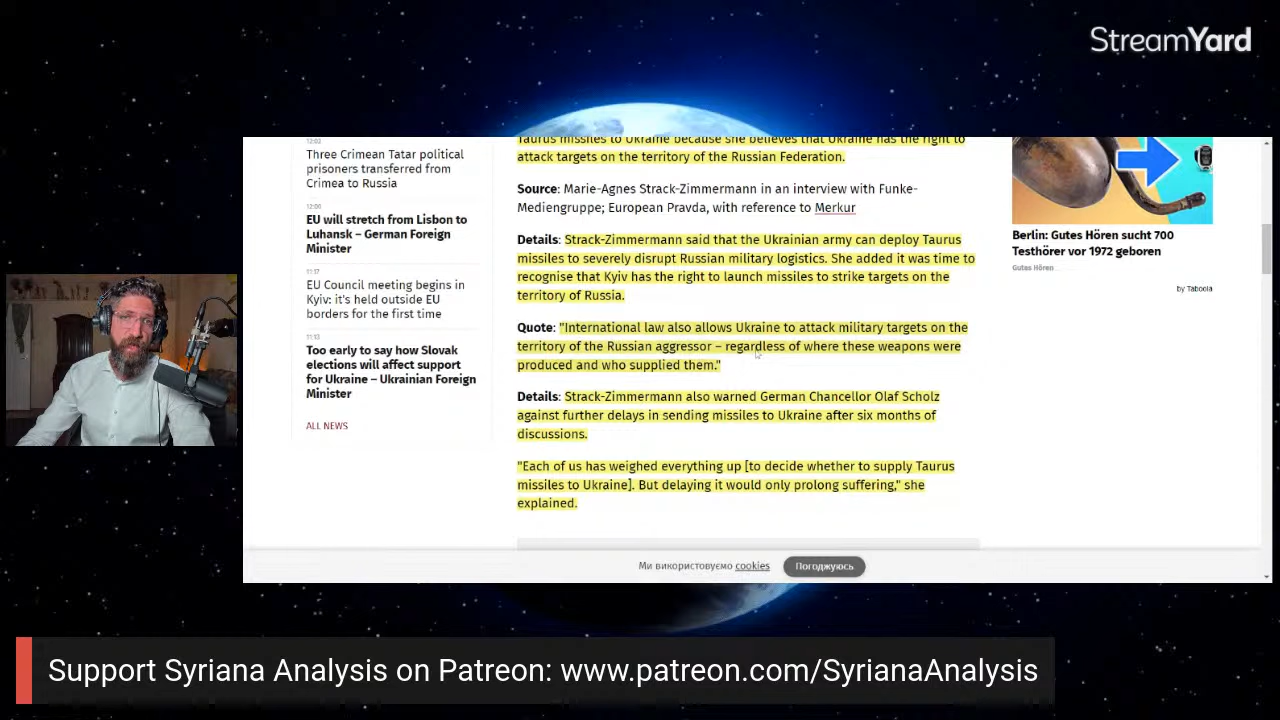 StreamYard
12:02
Three Crimean Tatar political
prisoners transferred from
Crimea to Russia
12:00
EU will stretch from Lisbon to
Luhansk – German Foreign
Minister
11:17
EU Council meeting begins in
Kyiv: it's held outside EU
borders for the first time
11:13
Too early to say how Slovak
elections will affect support
for Ukraine – Ukrainian Foreign
Minister
ALL NEWS
Taurus missiles to Ukraine because she believes that Ukraine has the right to
attack targets on the territory of the Russian Federation.
Source: Marie-Agnes Strack-Zimmermann in an interview with Funke-
Mediengruppe; European Pravda, with reference to Merkur
Details: Strack-Zimmermann said that the Ukrainian army can deploy Taurus
missiles to severely disrupt Russian military logistics. She added it was time to
recognise that Kyiv has the right to launch missiles to strike targets on the
territory of Russia.
Quote: "International law also allows Ukraine to attack military targets on the
territory of the Russian aggressor – regardless of where these weapons were
produced and who supplied them."
Details: Strack-Zimmermann also warned German Chancellor Olaf Scholz
against further delays in sending missiles to Ukraine after six months of
discussions.
"Each of us has weighed everything up [to decide whether to supply Taurus
missiles to Ukraine]. But delaying it would only prolong suffering," she
explained.
Berlin: Gutes Hören sucht 700
Testhörer vor 1972 geboren
Gutes Hören
by Taboola
Ми використовуємо cookies
Погоджуюсь
Support Syriana Analysis on Patreon: www.patreon.com/SyrianaAnalysis